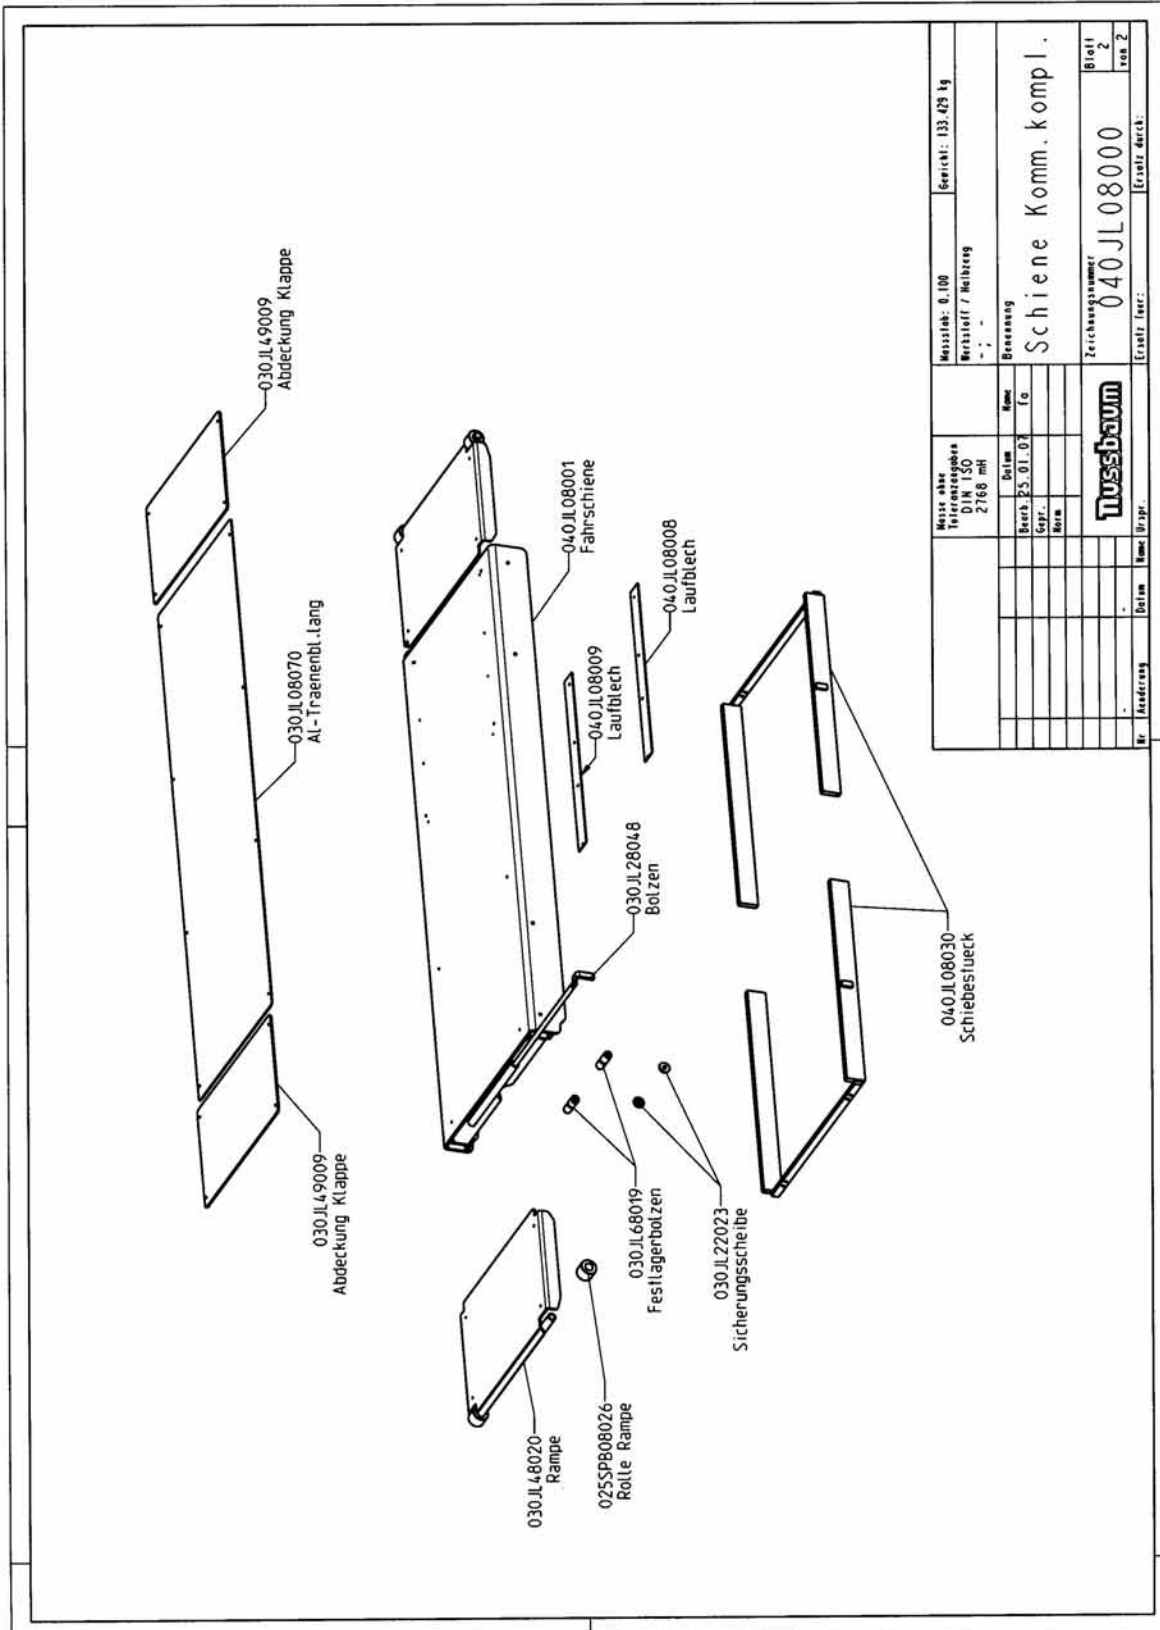 030JL49009
Abdeckung Klappe
030JL08070
Al-Traenenbl.lang
030JL49009
Abdeckung Klappe
040JL08001
Fahrschiene
040JL08009
Laufblech
040JL08008
Laufblech
030JL28048
Bolzen
030JL48020
Rampe
025SPB08026
Rolle Rampe
030JL68019
Festlagerbolzen
030JL22023
Sicherungsscheibe
040JL08030
Schiebestueck
Masse ohne
Toleranzangaben
DIN ISO
2768 mH
Massstab: 0.100
Gewicht: 133.429 kg
Werkstoff / Halbzeug
- ; -
Datum Name
Bearb. 25.01.07 fa
Gepr.
Norm
Benennung
Schiene Komm.kompl.
Nussbaum
Zeichnungsnummer
040JL08000
Blatt
2
von 2
Nr Aenderung Datum Name Urspr. Ersatz fuer: Ersatz durch: